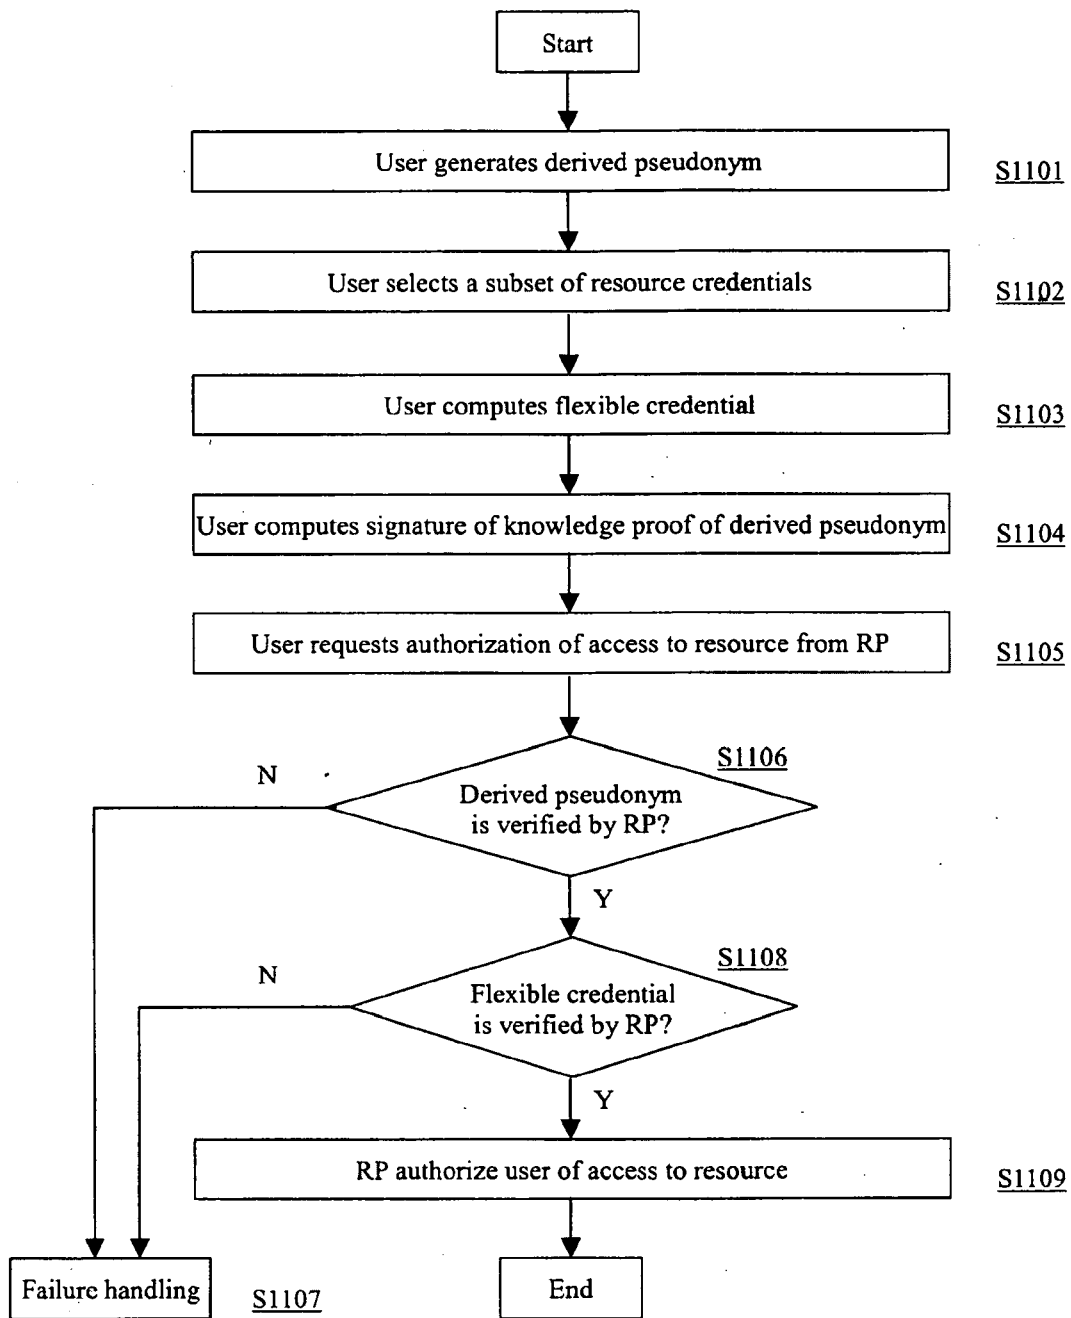 Start
User generates derived pseudonym
S1101
User selects a subset of resource credentials
S1102
User computes flexible credential
S1103
User computes signature of knowledge proof of derived pseudonym
S1104
User requests authorization of access to resource from RP
S1105
S1106
N
Derived pseudonym
is verified by RP?
Y
S1108
N
Flexible credential
is verified by RP?
Y
RP authorize user of access to resource
S1109
Failure handling
S1107
End